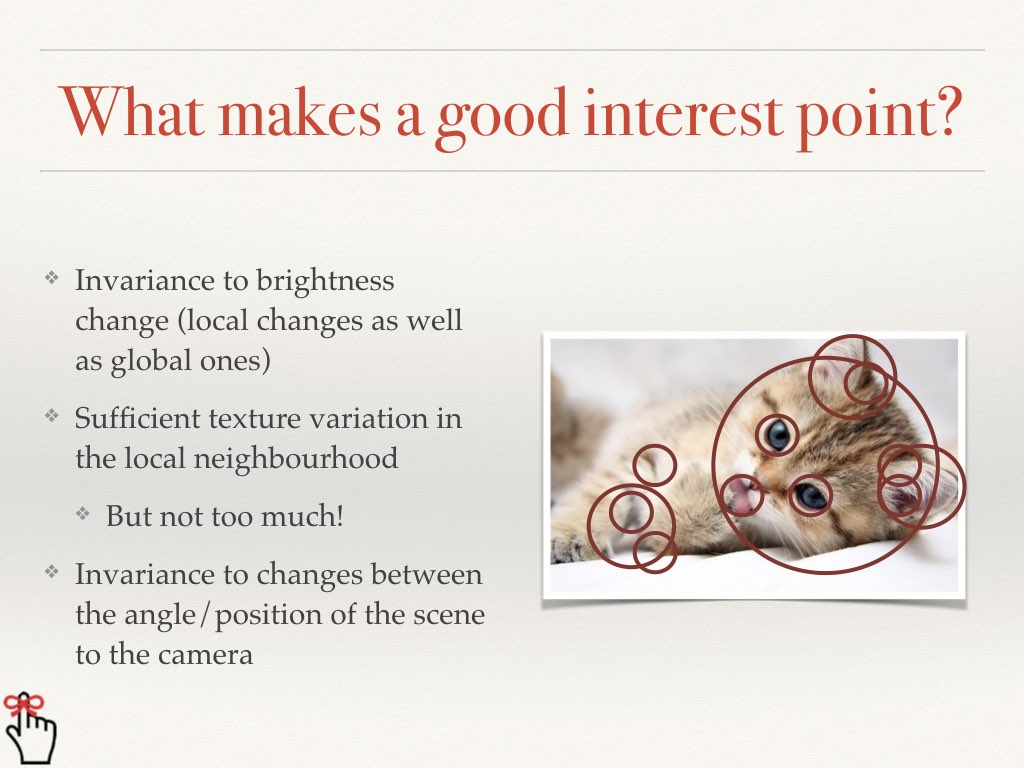 What makes a good interest point?
Invariance to brightness
change (local changes as well
as global ones)
Sufficient texture variation in
the local neighbourhood
But not too much!
Invariance to changes between
the angle/position of the scene
to the camera